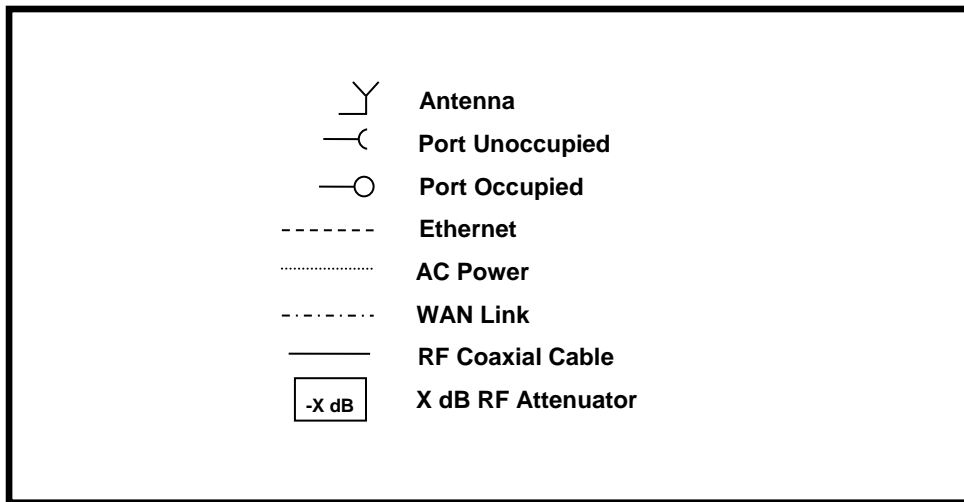 Antenna
Port Unoccupied
Port Occupied
Ethernet
AC Power
WAN Link
RF Coaxial Cable
-X dB X dB RF Attenuator